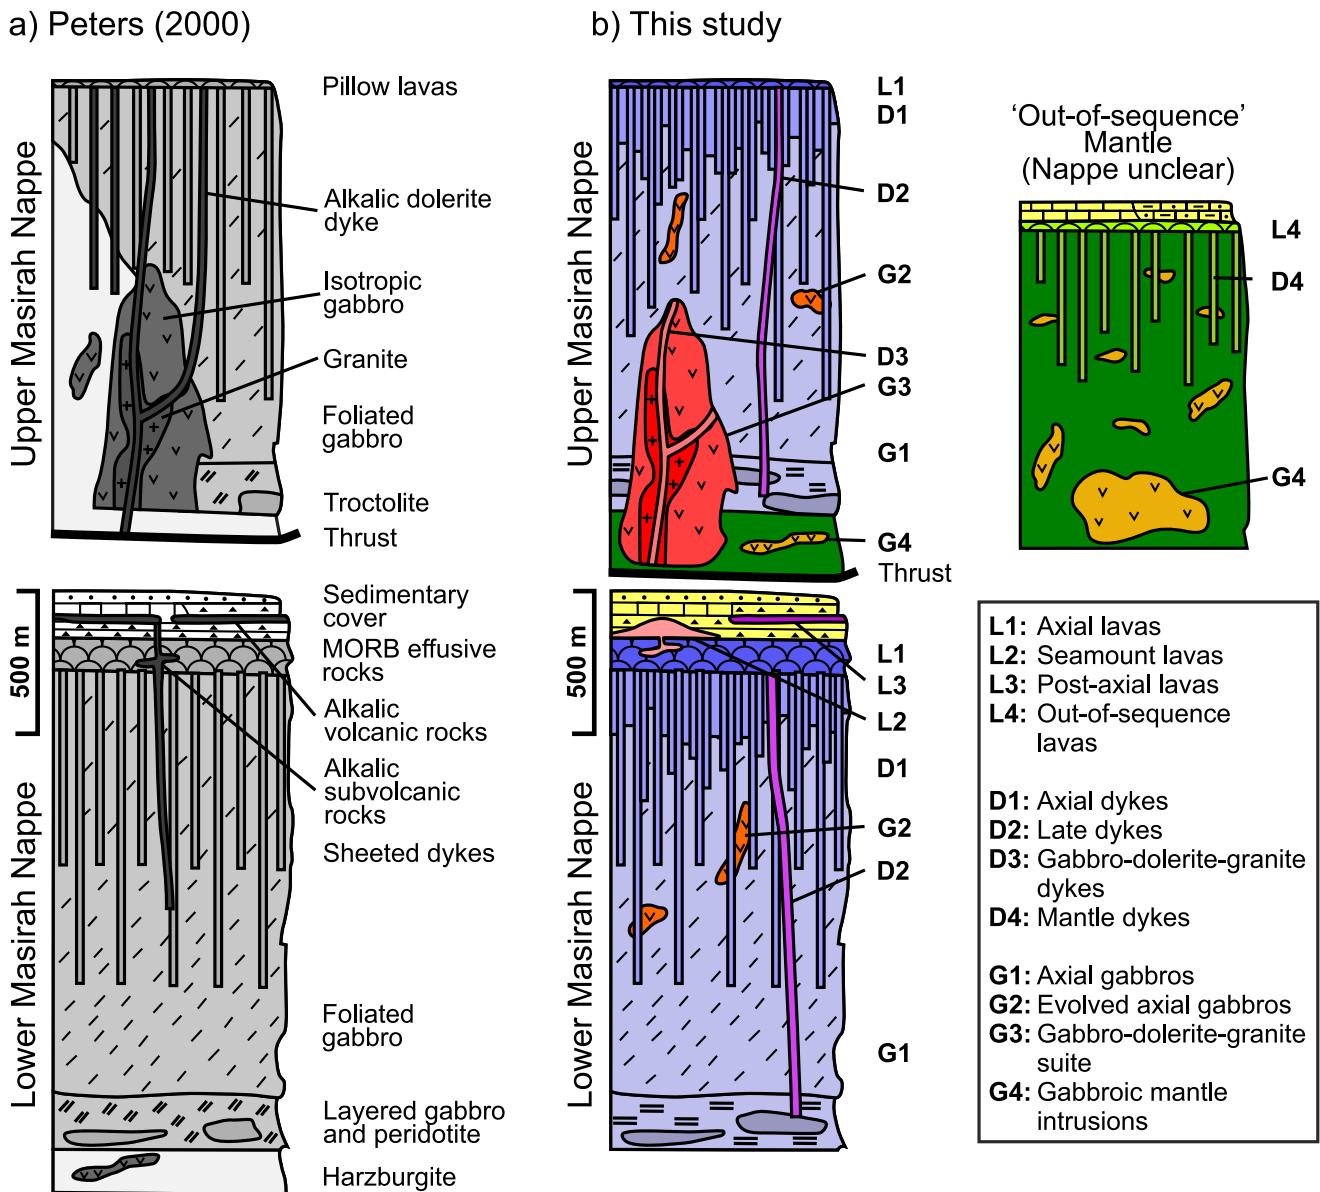 a) Peters (2000)
Upper Masirah Nappe
Pillow lavas
Alkalic dolerite
dyke
Isotropic
gabbro
Granite
Foliated
gabbro
Troctolite
Thrust
500 m
Lower Masirah Nappe
Sedimentary
cover
MORB effusive
rocks
Alkalic
volcanic rocks
Alkalic
subvolcanic
rocks
Sheeted dykes
Foliated
gabbro
Layered gabbro
and peridotite
Harzburgite
b) This study
Upper Masirah Nappe
L1
D1
D2
G2
D3
G3
G1
G4
Thrust
500 m
Lower Masirah Nappe
L1
L3
L2
D1
G2
D2
G1
'Out-of-sequence'
Mantle
(Nappe unclear)
L4
D4
G4
L1: Axial lavas
L2: Seamount lavas
L3: Post-axial lavas
L4: Out-of-sequence
lavas
D1: Axial dykes
D2: Late dykes
D3: Gabbro-dolerite-granite
dykes
D4: Mantle dykes
G1: Axial gabbros
G2: Evolved axial gabbros
G3: Gabbro-dolerite-granite
suite
G4: Gabbroic mantle
intrusions